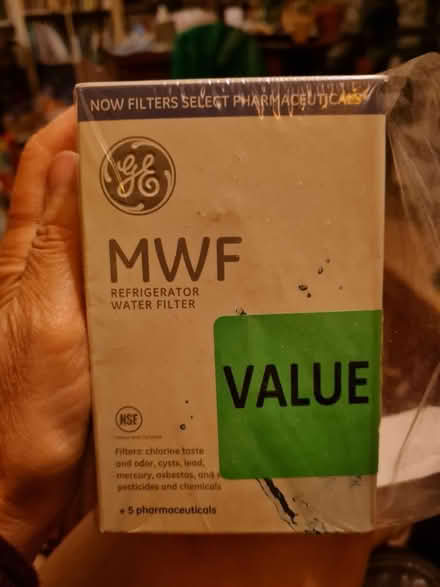 NOW FILTERS SELECT PHARMACEUTICALS*
GE
MWF
REFRIGERATOR
WATER FILTER
VALUE
NSF
Filters: chlorine taste
and odor, cysts, lead,
mercury, asbestos, and
pesticides and chemicals
+ 5 pharmaceuticals